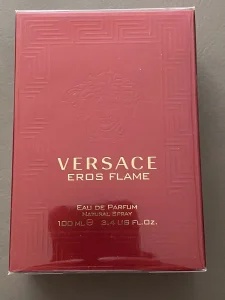 VERSACE
EROS FLAME
EAU DE PARFUM
NATURAL SPRAY
100 ML℮ 3.4 US FL.OZ.